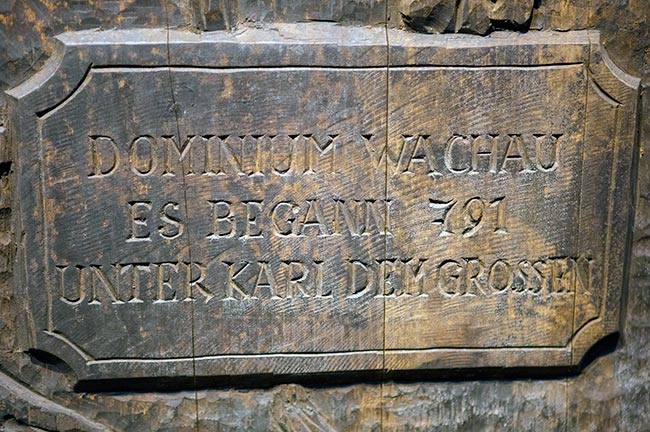 DOMINIUM WACHAU
ES BEGANN 791
UNTER KARL DEM GROSSEN